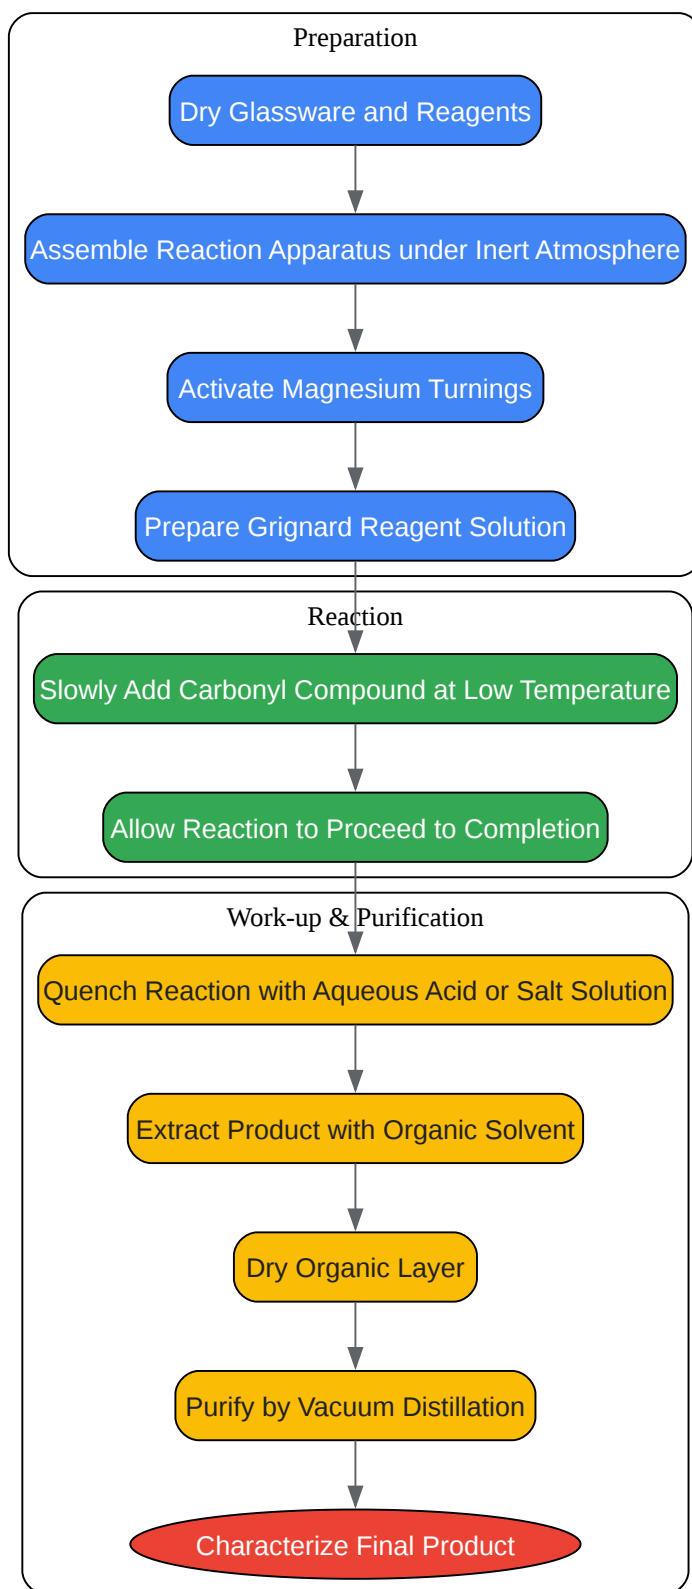 Preparation
Dry Glassware and Reagents
Assemble Reaction Apparatus under Inert Atmosphere
Activate Magnesium Turnings
Prepare Grignard Reagent Solution
Reaction
Slowly Add Carbonyl Compound at Low Temperature
Allow Reaction to Proceed to Completion
Work-up & Purification
Quench Reaction with Aqueous Acid or Salt Solution
Extract Product with Organic Solvent
Dry Organic Layer
Purify by Vacuum Distillation
Characterize Final Product